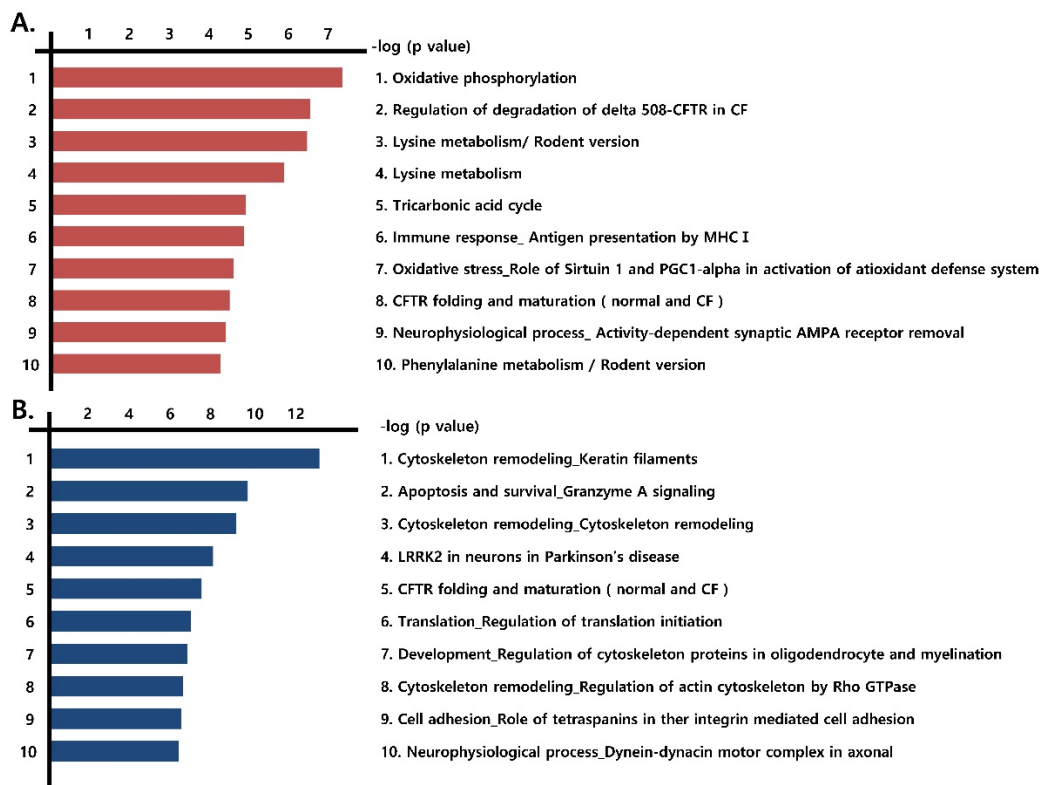 A.
1 2 3 4 5 6 7
-log (p value)
1 1. Oxidative phosphorylation
2 2. Regulation of degradation of delta 508-CFTR in CF
3 3. Lysine metabolism/ Rodent version
4 4. Lysine metabolism
5 5. Tricarbonic acid cycle
6 6. Immune response_ Antigen presentation by MHC I
7 7. Oxidative stress_Role of Sirtuin 1 and PGC1-alpha in activation of atioxidant defense system
8 8. CFTR folding and maturation ( normal and CF )
9 9. Neurophysiological process_ Activity-dependent synaptic AMPA receptor removal
10 10. Phenylalanine metabolism / Rodent version
B.
2 4 6 8 10 12
-log (p value)
1 1. Cytoskeleton remodeling_Keratin filaments
2 2. Apoptosis and survival_Granzyme A signaling
3 3. Cytoskeleton remodeling_Cytoskeleton remodeling
4 4. LRRK2 in neurons in Parkinson's disease
5 5. CFTR folding and maturation ( normal and CF )
6 6. Translation_Regulation of translation initiation
7 7. Development_Regulation of cytoskeleton proteins in oligodendrocyte and myelination
8 8. Cytoskeleton remodeling_Regulation of actin cytoskeleton by Rho GTPase
9 9. Cell adhesion_Role of tetraspanins in ther integrin mediated cell adhesion
10 10. Neurophysiological process_Dynein-dynacin motor complex in axonal